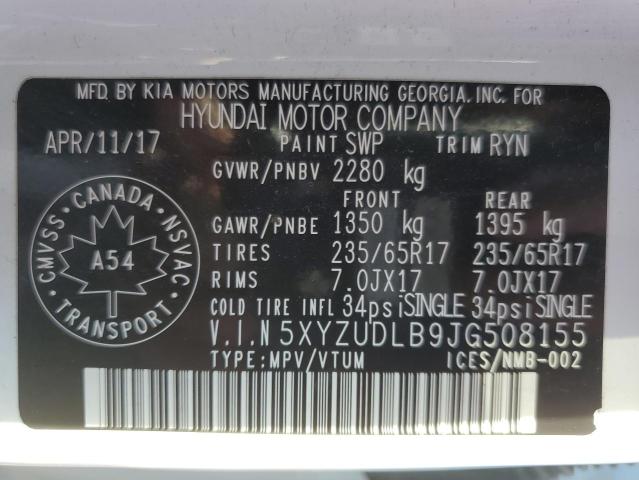 MFD. BY KIA MOTORS MANUFACTURING GEORGIA. INC. FOR
HYUNDAI MOTOR COMPANY
APR/11/17 PAINT SWP TRIM RYN
GVWR/PNBV 2280 kg
FRONT REAR
GAWR/PNBE 1350 kg 1395 kg
TIRES 235/65R17 235/65R17
RIMS 7.0JX17 7.0JX17
COLD TIRE INFL 34psi SINGLE 34psi SINGLE
V.I.N 5XYZUDLB9JG508155
TYPE:MPV/VTUM ICES/NMB-002
CMVSS • CANADA • NSVAC • TRANSPORT •
A54